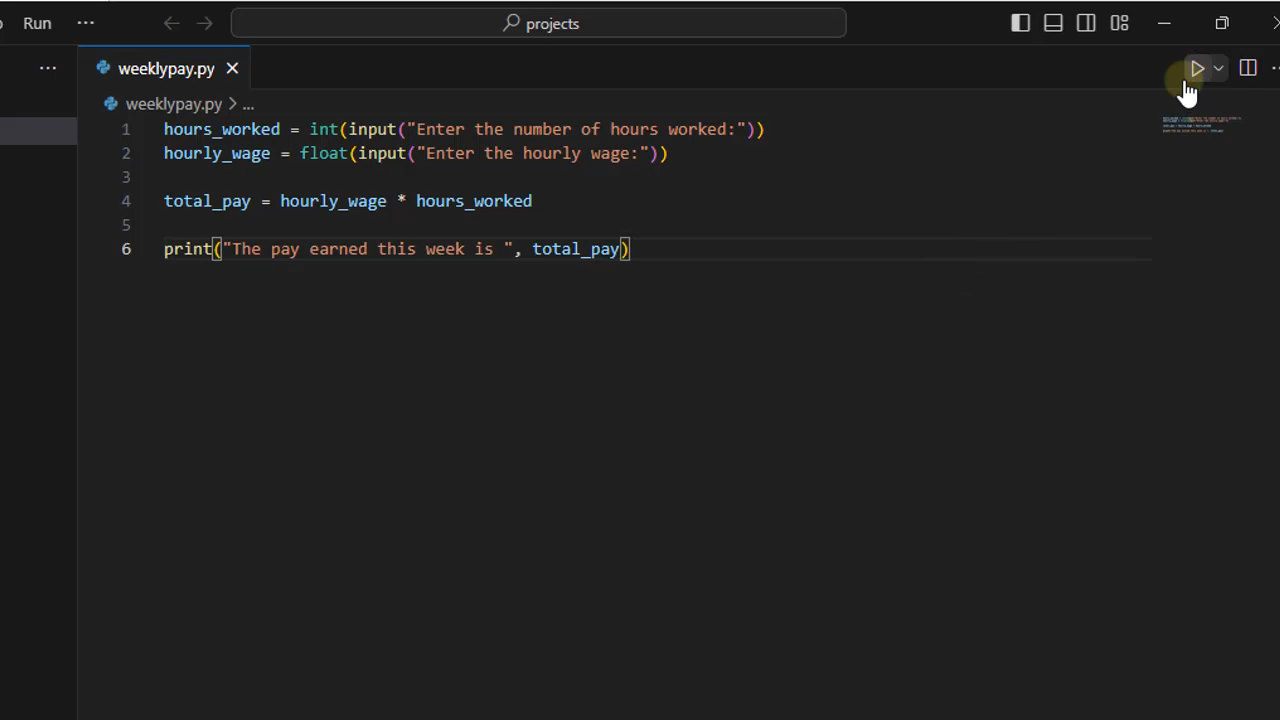 Run ...
projects
...
weeklypay.py
weeklypay.py > ...
1 hours_worked = int(input("Enter the number of hours worked:"))
2 hourly_wage = float(input("Enter the hourly wage:"))
3
4 total_pay = hourly_wage * hours_worked
5
6 print("The pay earned this week is ", total_pay)